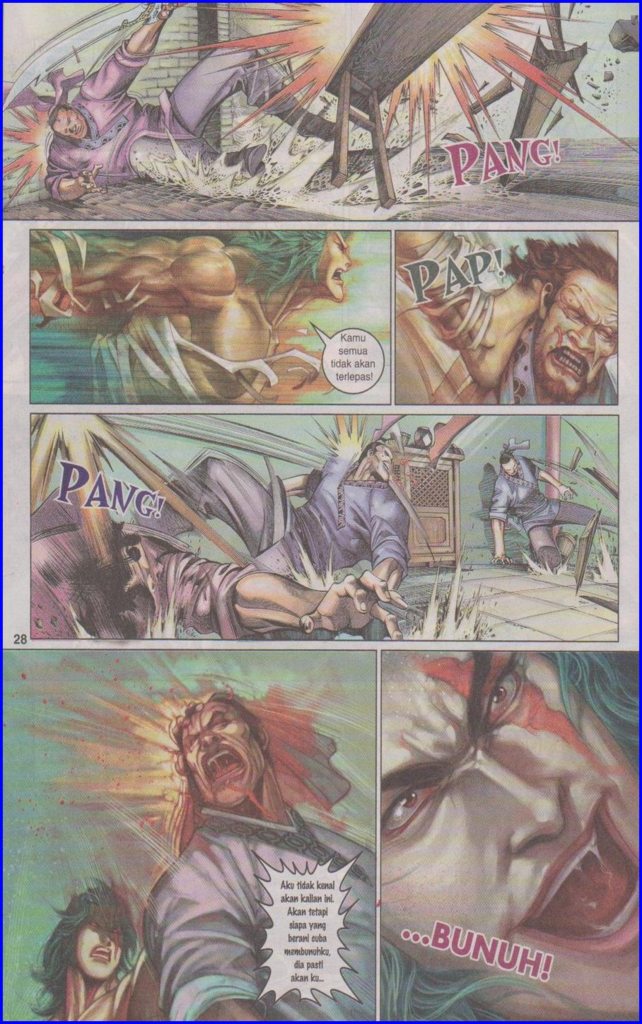 PANG!
Kamu
semua
tidak akan
terlepas!
PAP!
PANG!
28
Aku tidak kenal
akan kalian ini.
Akan tetapi
siapa yang
berani cuba
membunuhku,
dia pasti
akan ku...
...BUNUH!